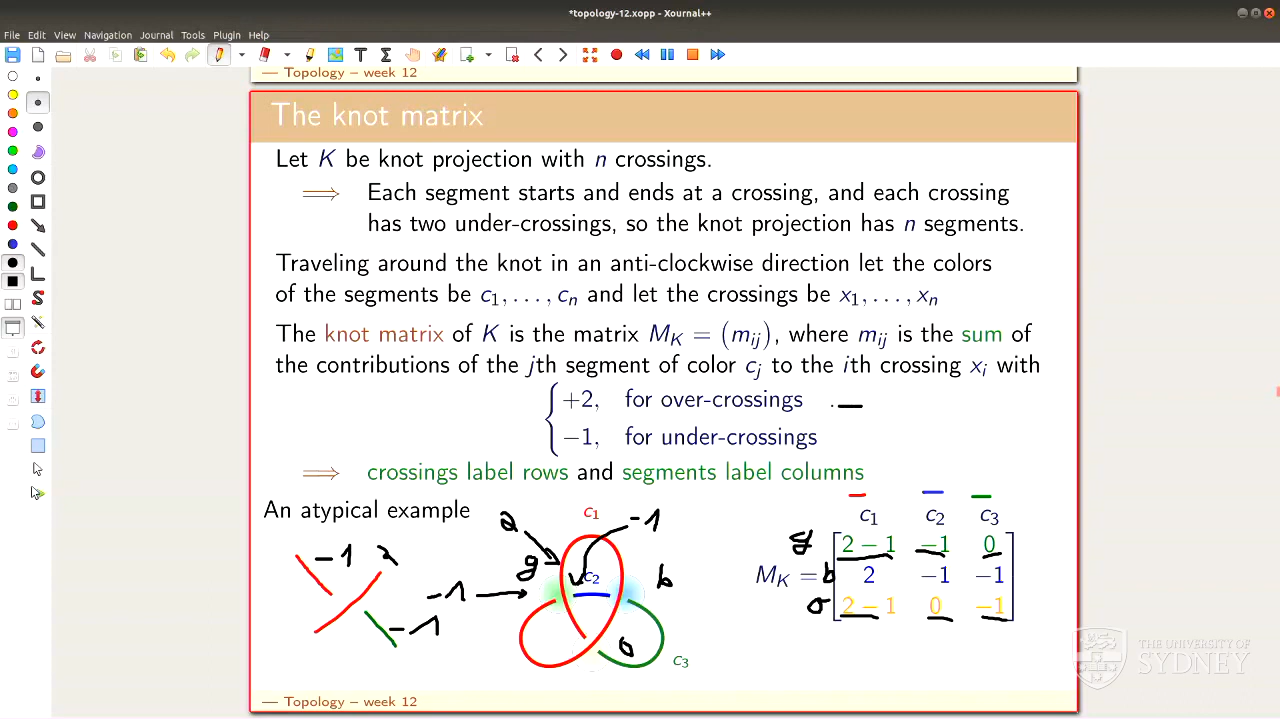 *topology-12.xopp - Xournal++
File Edit View Navigation Journal Tools Plugin Help
— Topology – week 12
The knot matrix
Let K be knot projection with n crossings.
⟹ Each segment starts and ends at a crossing, and each crossing
has two under-crossings, so the knot projection has n segments.
Traveling around the knot in an anti-clockwise direction let the colors
of the segments be c₁, . . . , cₙ and let the crossings be x₁, . . . , xₙ
The knot matrix of K is the matrix M_K = (m_ij), where m_ij is the sum of
the contributions of the jth segment of color c_j to the ith crossing x_i with
+2, for over-crossings .
−1, for under-crossings
⟹ crossings label rows and segments label columns
An atypical example
−1 2
−1
2 −1
g b
−1
o
c₁
c₂
c₃
c₁ c₂ c₃
g 2 − 1 −1 0
M_K = b 2 −1 −1
o 2 − 1 0 −1
THE UNIVERSITY OF
SYDNEY
— Topology – week 12